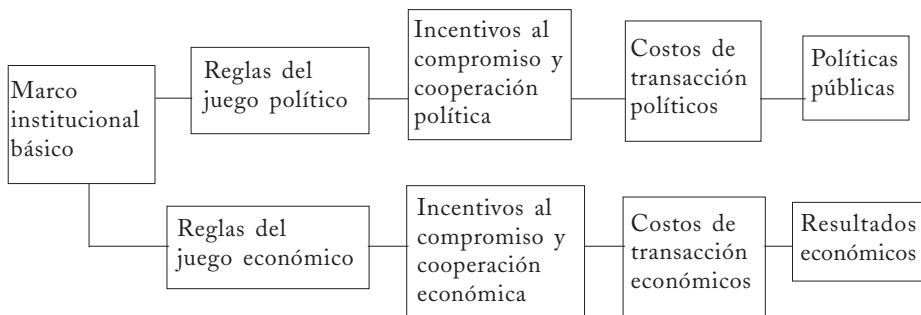 Marco
institucional
básico
Reglas del
juego político
Incentivos al
compromiso y
cooperación
política
Costos de
transacción
políticos
Políticas
públicas
Reglas del
juego económico
Incentivos al
compromiso y
cooperación
económica
Costos de
transacción
económicos
Resultados
económicos